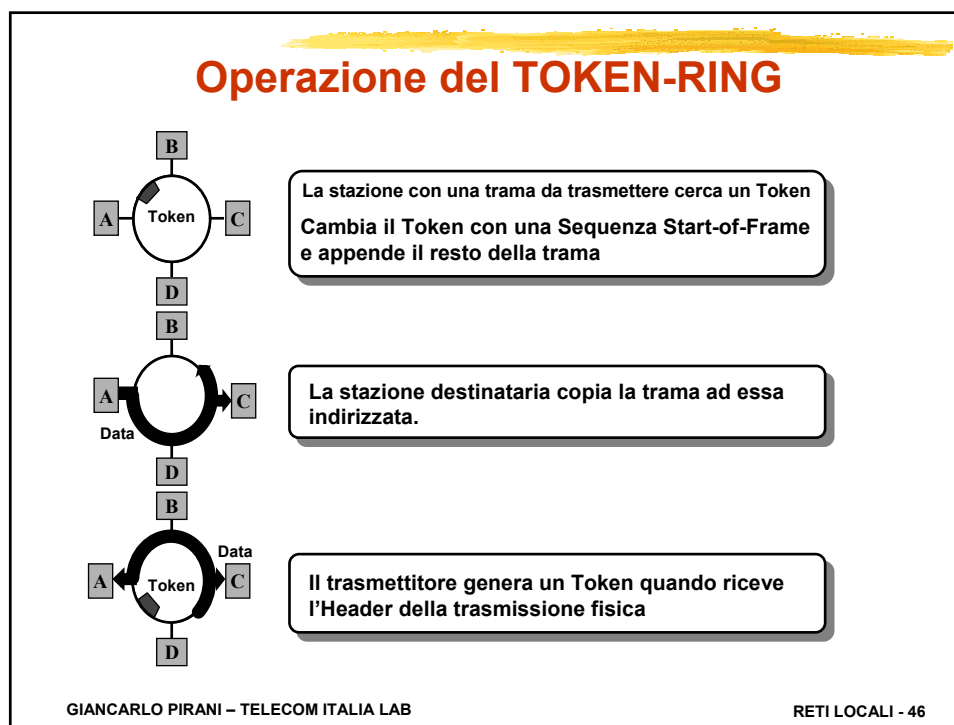 Operazione del TOKEN-RING
B
A
Token
C
D
La stazione con una trama da trasmettere cerca un Token
Cambia il Token con una Sequenza Start-of-Frame
e appende il resto della trama
B
A
C
Data
D
La stazione destinataria copia la trama ad essa
indirizzata.
B
Data
A
Token
C
D
Il trasmettitore genera un Token quando riceve
l'Header della trasmissione fisica
GIANCARLO PIRANI – TELECOM ITALIA LAB
RETI LOCALI - 46